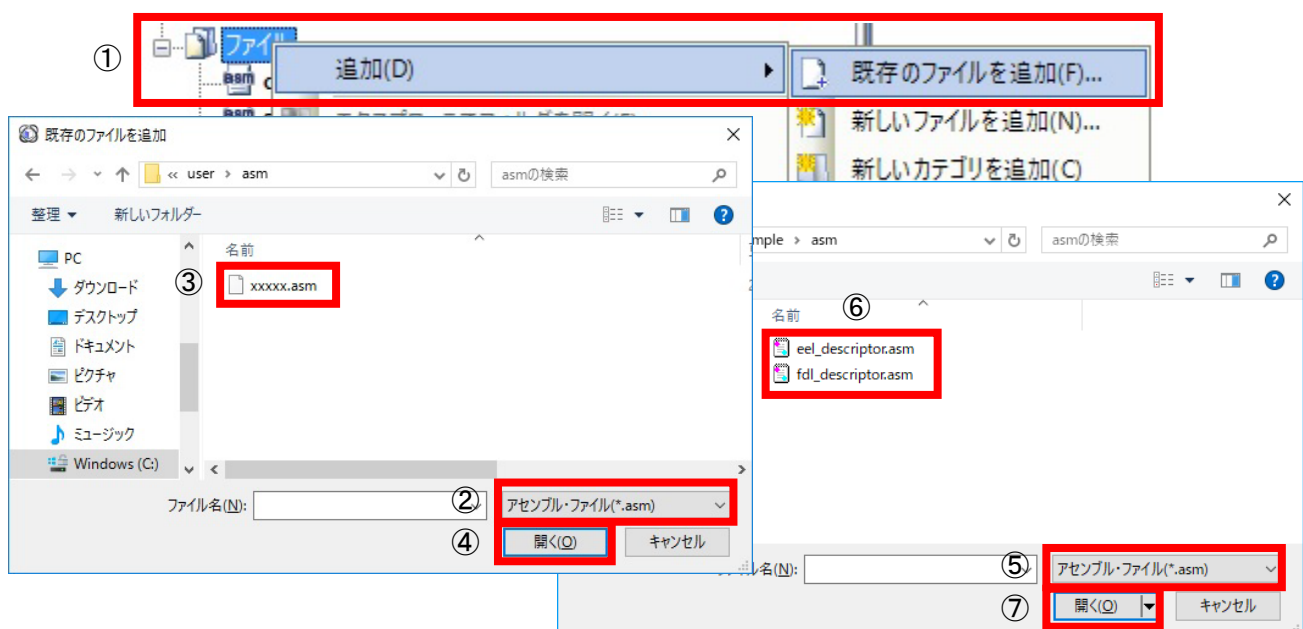 ①
ファイル
追加(D)
既存のファイルを追加(F)...
asm
新しいファイルを追加(N)...
新しいカテゴリを追加(C)
既存のファイルを追加
« user › asm
asmの検索
整理
新しいフォルダー
PC
ダウンロード
デスクトップ
ドキュメント
ピクチャ
ビデオ
ミュージック
Windows (C:)
名前
③
xxxxx.asm
ファイル名(N):
②
アセンブル・ファイル(*.asm)
④
開く(O)
キャンセル
mple › asm
asmの検索
名前
⑥
eel_descriptor.asm
fdl_descriptor.asm
ル名(N):
⑤
アセンブル・ファイル(*.asm)
⑦
開く(O)
キャンセル